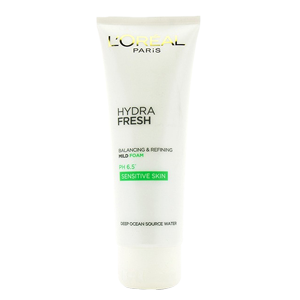 L'ORÉAL
PARIS
HYDRA
FRESH
BALANCING & REFINING
MILD FOAM
PH 6.5*
SENSITIVE SKIN
DEEP OCEAN SOURCE WATER